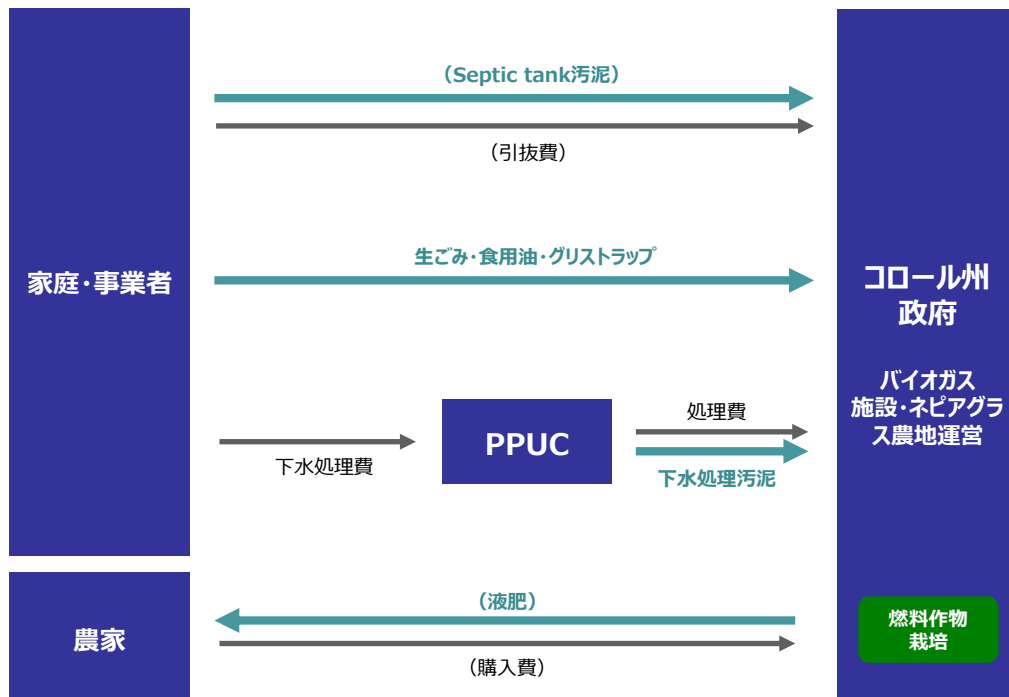 (Septic tank汚泥)
(引抜費)
生ごみ・食用油・グリストラップ
家庭・事業者
コロール州
政府
バイオガス
施設・ネピアグラ
ス農地運営
下水処理費
PPUC
処理費
下水処理汚泥
(液肥)
(購入費)
農家
燃料作物
栽培